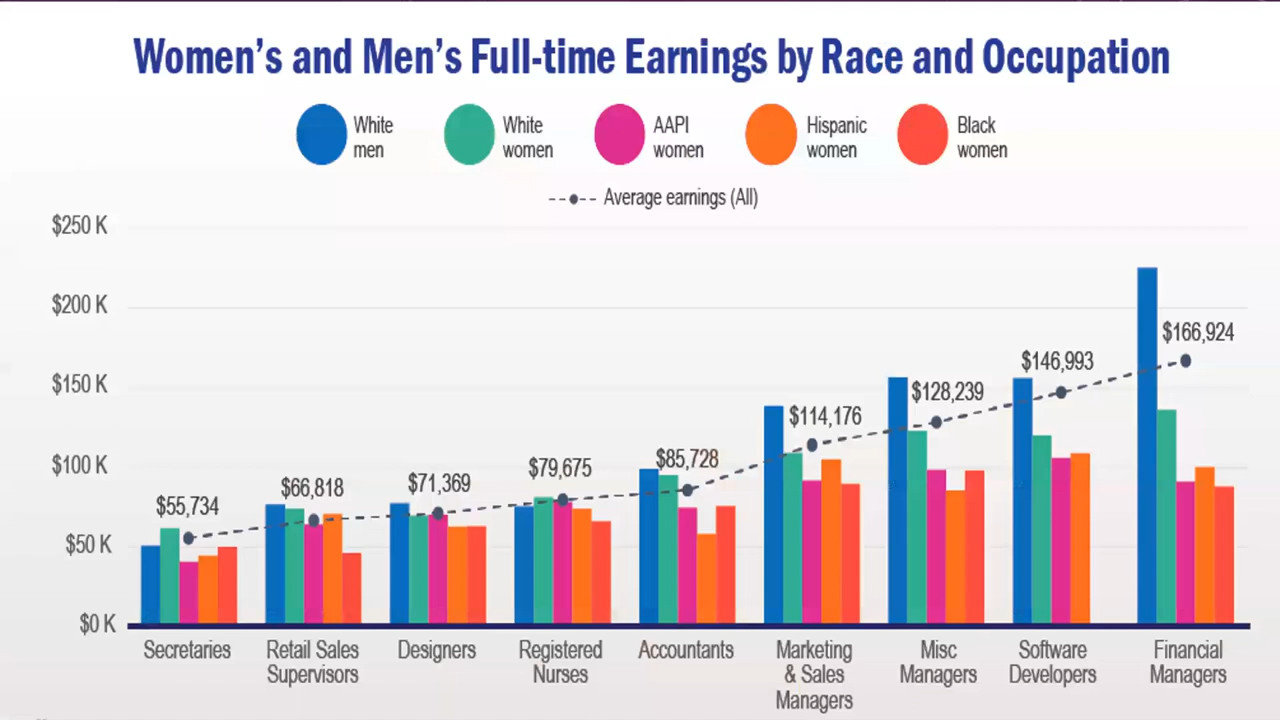 Women's and Men's Full-time Earnings by Race and Occupation
White
men
White
women
AAPI
women
Hispanic
women
Black
women
Average earnings (All)
$250 K
$200 K
$150 K
$100 K
$50 K
$0 K
$55,734
$66,818
$71,369
$79,675
$85,728
$114,176
$128,239
$146,993
$166,924
Secretaries
Retail Sales
Supervisors
Designers
Registered
Nurses
Accountants
Marketing
& Sales
Managers
Misc
Managers
Software
Developers
Financial
Managers